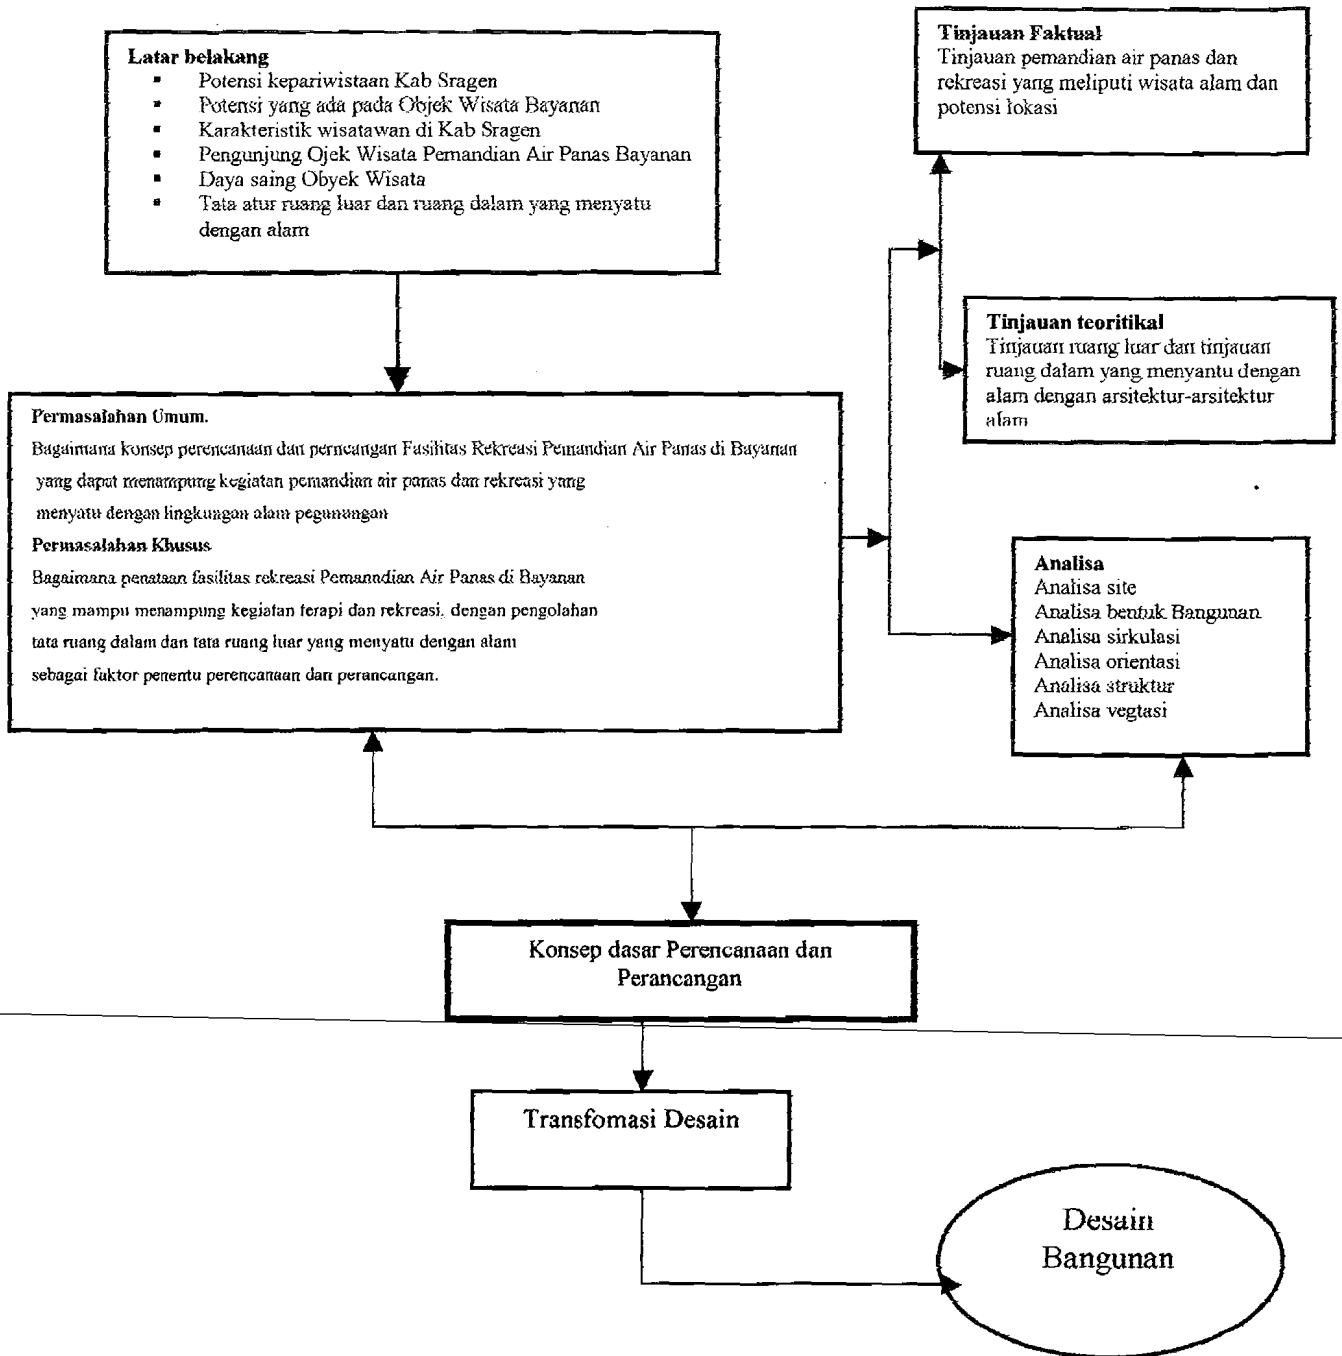 Latar belakang
▪ Potensi kepariwistaan Kab Sragen
▪ Potensi yang ada pada Objek Wisata Bayanan
▪ Karakteristik wisatawan di Kab Sragen
▪ Pengunjung Ojek Wisata Pemandian Air Panas Bayanan
▪ Daya saing Obyek Wisata
▪ Tata atur ruang luar dan ruang dalam yang menyatu
dengan alam
Tinjauan Faktual
Tinjauan pemandian air panas dan
rekreasi yang meliputi wisata alam dan
potensi lokasi
Tinjauan teoritikal
Tinjauan ruang luar dan tinjauan
ruang dalam yang menyantu dengan
alam dengan arsitektur-arsitektur
alam
Permasalahan Umum.
Bagaimana konsep perencanaan dan perncangan Fasilitas Rekreasi Pemandian Air Panas di Bayanan
yang dapat menampung kegiatan pemandian air panas dan rekreasi yang
menyatu dengan lingkungan alam pegunungan
Permasalahan Khusus
Bagaimana penataan fasilitas rekreasi Pemanadian Air Panas di Bayanan
yang mampu menampung kegiatan terapi dan rekreasi, dengan pengolahan
tata ruang dalam dan tata ruang luar yang menyatu dengan alam
sebagai faktor penentu perencanaan dan perancangan.
Analisa
Analisa site
Analisa bentuk Bangunan
Analisa sirkulasi
Analisa orientasi
Analisa struktur
Analisa vegtasi
Konsep dasar Perencanaan dan
Perancangan
Transfomasi Desain
Desain
Bangunan